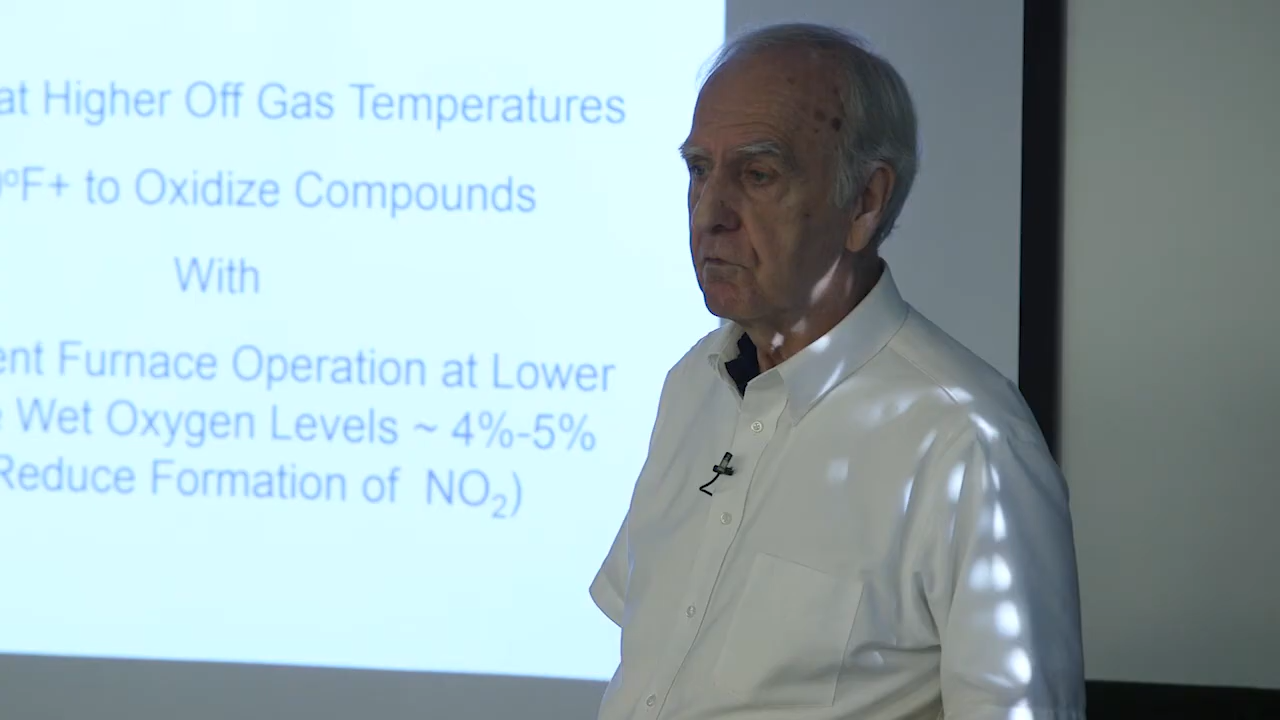 at Higher Off Gas Temperatures
ºF+ to Oxidize Compounds
With
ent Furnace Operation at Lower
Wet Oxygen Levels ~ 4%-5%
Reduce Formation of NO₂)